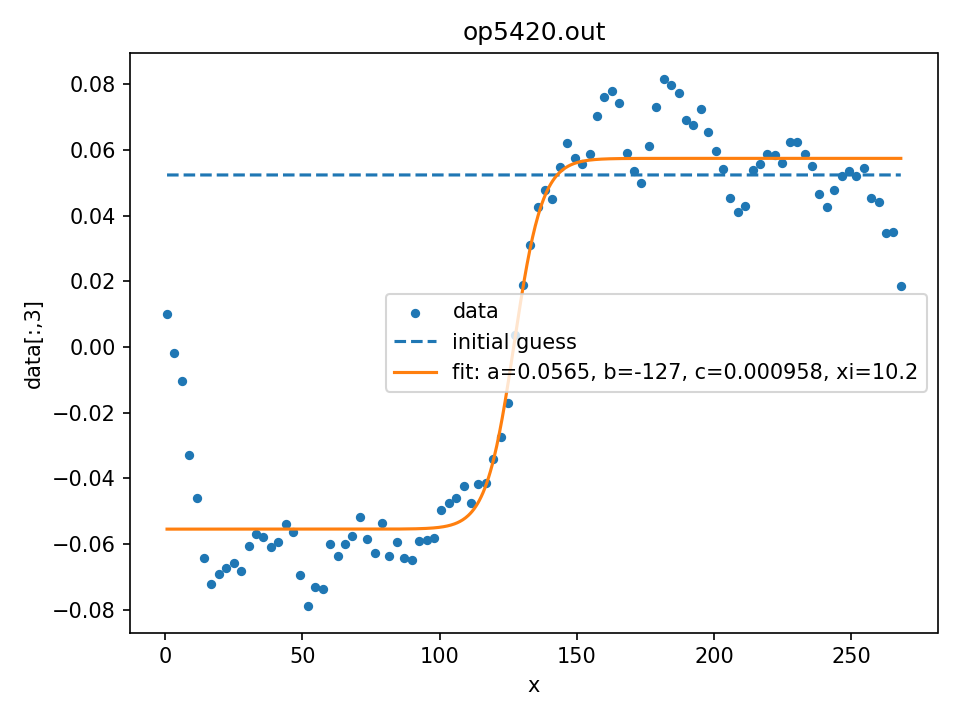 op5420.out
0.08
0.06
0.04
0.02
0.00
−0.02
−0.04
−0.06
−0.08
data[:,3]
data
initial guess
fit: a=0.0565, b=-127, c=0.000958, xi=10.2
0 50 100 150 200 250
x